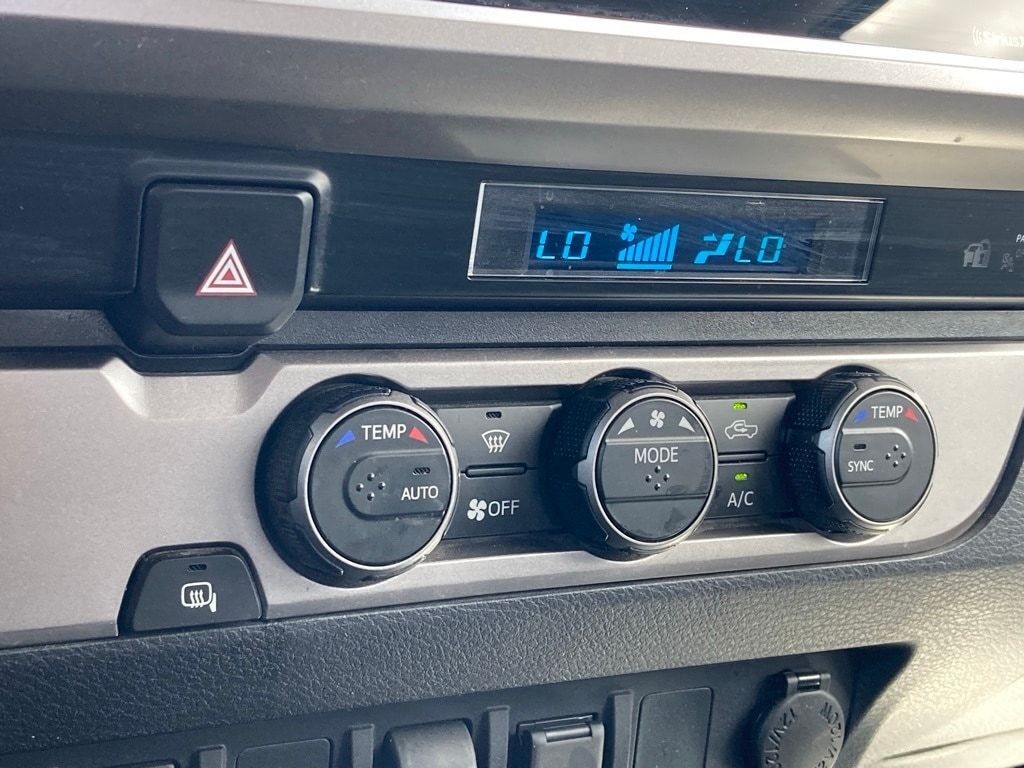 LO LO
TEMP
AUTO
OFF
MODE
A/C
TEMP
SYNC